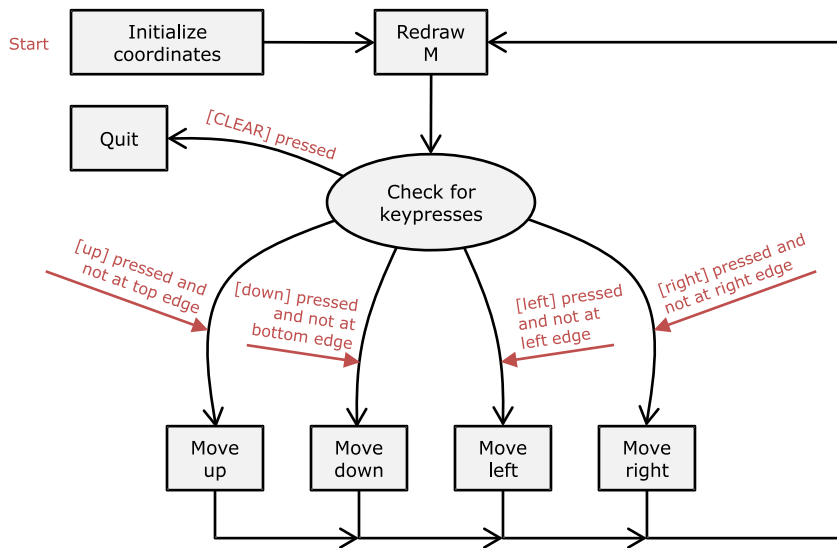 Start
Initialize
coordinates
Redraw
M
Quit
[CLEAR] pressed
Check for
keypresses
[up] pressed and
not at top edge
[down] pressed
and not at
bottom edge
[left] pressed
and not at
left edge
[right] pressed and
not at right edge
Move
up
Move
down
Move
left
Move
right